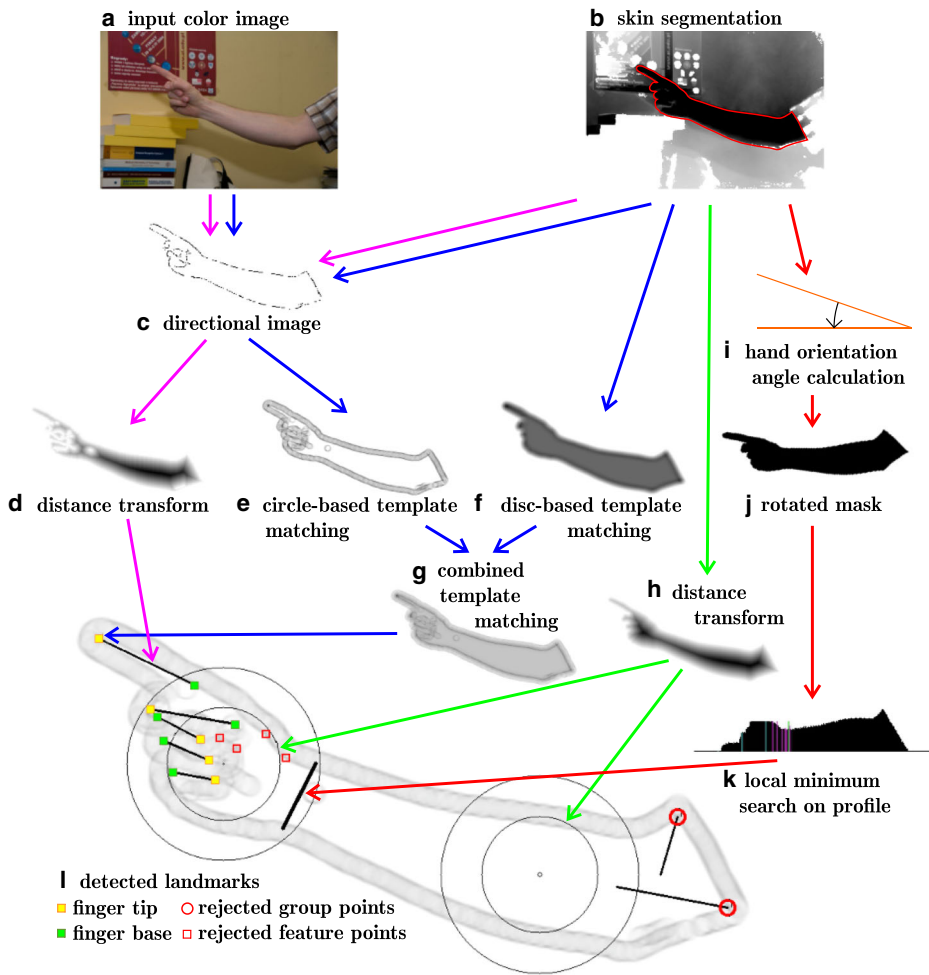 a input color image
b skin segmentation
c directional image
i hand orientation
angle calculation
d distance transform
e circle-based template
matching
f disc-based template
matching
j rotated mask
g combined
template
matching
h distance
transform
k local minimum
search on profile
l detected landmarks
finger tip
rejected group points
finger base
rejected feature points